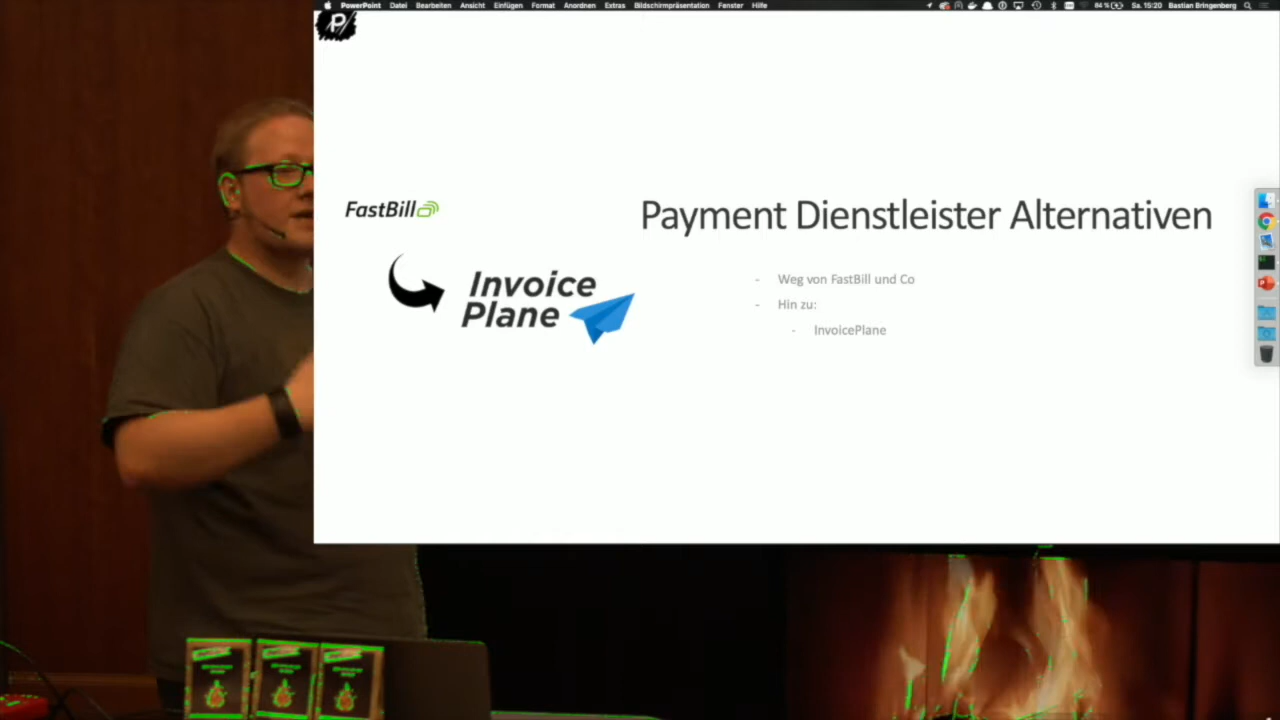 PowerPoint Datei Bearbeiten Ansicht Einfügen Format Anordnen Extras Bildschirmpräsentation Fenster Hilfe
84 % Sa. 15:20 Bastian Bringenberg
FastBill
Payment Dienstleister Alternativen
Invoice
Plane
- Weg von FastBill und Co
- Hin zu:
- InvoicePlane